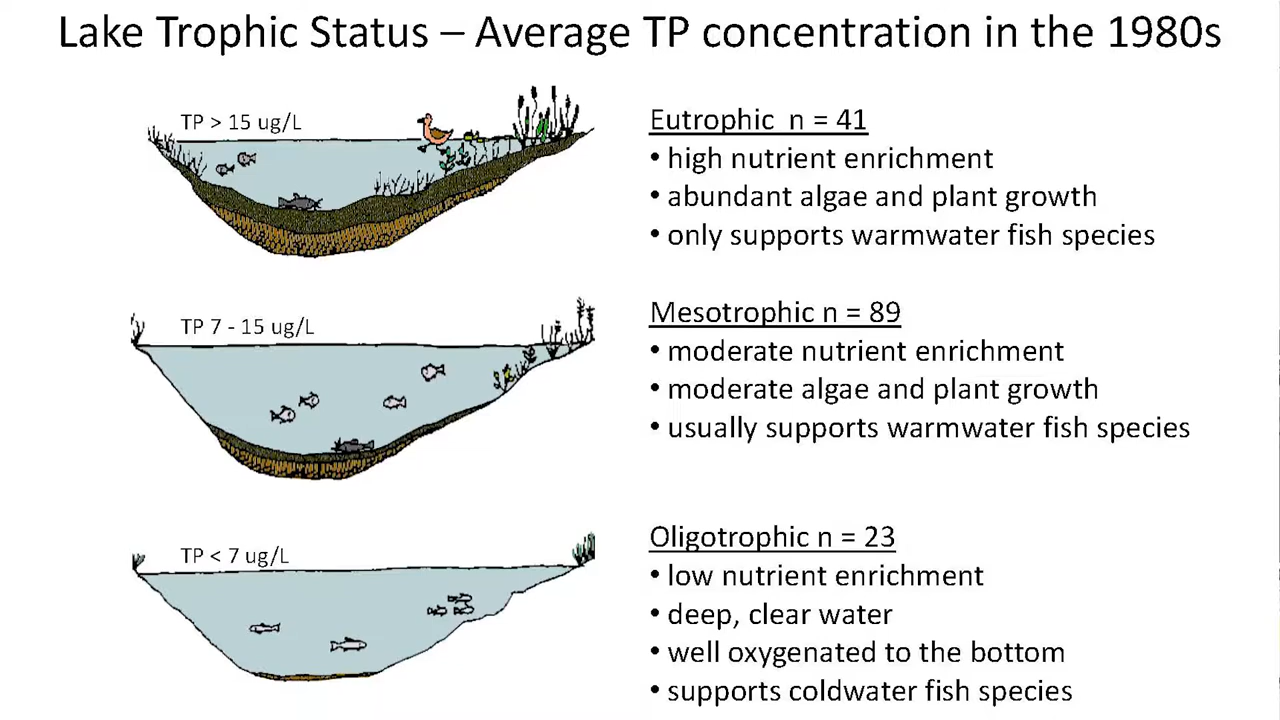 Lake Trophic Status – Average TP concentration in the 1980s
TP > 15 ug/L
Eutrophic n = 41
• high nutrient enrichment
• abundant algae and plant growth
• only supports warmwater fish species
TP 7 - 15 ug/L
Mesotrophic n = 89
• moderate nutrient enrichment
• moderate algae and plant growth
• usually supports warmwater fish species
TP < 7 ug/L
Oligotrophic n = 23
• low nutrient enrichment
• deep, clear water
• well oxygenated to the bottom
• supports coldwater fish species